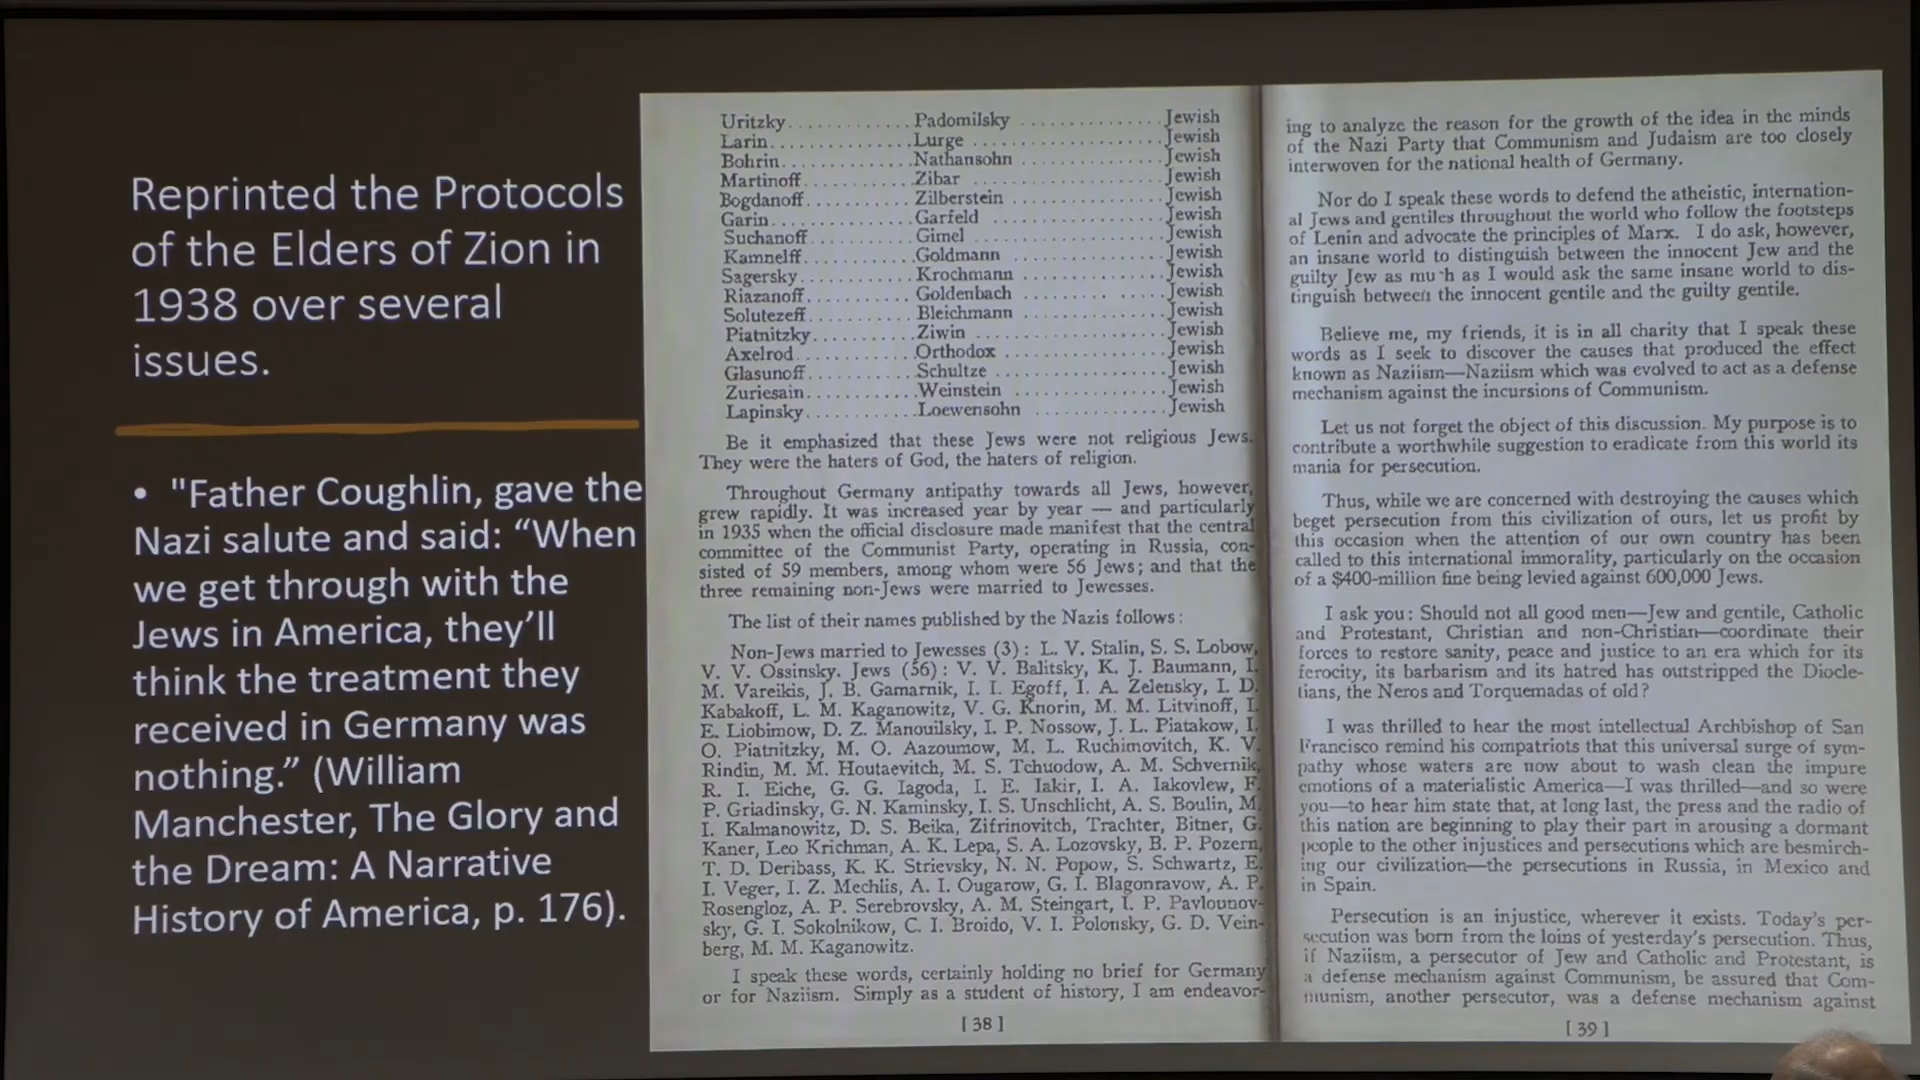 Reprinted the Protocols
of the Elders of Zion in
1938 over several
issues.
• "Father Coughlin, gave the
Nazi salute and said: “When
we get through with the
Jews in America, they’ll
think the treatment they
received in Germany was
nothing.” (William
Manchester, The Glory and
the Dream: A Narrative
History of America, p. 176).
Uritzky............Padomilsky..............Jewish
Larin..............Lurge...................Jewish
Bohrin.............Nathansohn..............Jewish
Martinoff..........Zibar...................Jewish
Bogdanoff..........Zilberstein.............Jewish
Garin..............Garfeld.................Jewish
Suchanoff..........Gimel...................Jewish
Kamnelff...........Goldmann................Jewish
Sagersky...........Krochmann...............Jewish
Riazanoff..........Goldenbach..............Jewish
Solutezeff.........Bleichmann..............Jewish
Piatnitzky.........Ziwin...................Jewish
Axelrod............Orthodox................Jewish
Glasunoff..........Schultze................Jewish
Zuriesain..........Weinstein...............Jewish
Lapinsky...........Loewensohn..............Jewish
Be it emphasized that these Jews were not religious Jews.
They were the haters of God, the haters of religion.
Throughout Germany antipathy towards all Jews, however,
grew rapidly. It was increased year by year — and particularly
in 1935 when the official disclosure made manifest that the central
committee of the Communist Party, operating in Russia, con-
sisted of 59 members, among whom were 56 Jews; and that the
three remaining non-Jews were married to Jewesses.
The list of their names published by the Nazis follows:
Non-Jews married to Jewesses (3): L. V. Stalin, S. S. Lobow,
V. V. Ossinsky. Jews (56): V. V. Balitsky, K. J. Baumann, I.
M. Vareikis, J. B. Gamarnik, I. I. Egoff, I. A. Zelensky, I. D.
Kabakoff, L. M. Kaganowitz, V. G. Knorin, M. M. Litvinoff, I.
E. Liobimow, D. Z. Manouilsky, I. P. Nossow, J. L. Piatakow, I.
O. Piatnitzky, M. O. Aazoumow, M. L. Ruchimovitch, K. V.
Rindin, M. M. Houtaevitch, M. S. Tchuodow, A. M. Schvernik,
R. I. Eiche, G. G. Iagoda, I. E. Iakir, I. A. Iakovlew, F.
P. Griadinsky, G. N. Kaminsky, I. S. Unschlicht, A. S. Boulin, M.
I. Kalmanowitz, D. S. Beika, Zifrinovitch, Trachter, Bitner, G.
Kaner, Leo Krichman, A. K. Lepa, S. A. Lozovsky, B. P. Pozern,
T. D. Deribass, K. K. Strievsky, N. N. Popow, S. Schwartz, E.
I. Veger, I. Z. Mechlis, A. I. Ougarow, G. I. Blagonravow, A. P.
Rosengloz, A. P. Serebrovsky, A. M. Steingart, I. P. Pavlounov-
sky, G. I. Sokolnikow, C. I. Broido, V. I. Polonsky, G. D. Vein-
berg, M. M. Kaganowitz.
I speak these words, certainly holding no brief for Germany
or for Naziism. Simply as a student of history, I am endeavor-
[ 38 ]
ing to analyze the reason for the growth of the idea in the minds
of the Nazi Party that Communism and Judaism are too closely
interwoven for the national health of Germany.
Nor do I speak these words to defend the atheistic, internation-
al Jews and gentiles throughout the world who follow the footsteps
of Lenin and advocate the principles of Marx. I do ask, however,
an insane world to distinguish between the innocent Jew and the
guilty Jew as mu h as I would ask the same insane world to dis-
tinguish between the innocent gentile and the guilty gentile.
Believe me, my friends, it is in all charity that I speak these
words as I seek to discover the causes that produced the effect
known as Naziism—Naziism which was evolved to act as a defense
mechanism against the incursions of Communism.
Let us not forget the object of this discussion. My purpose is to
contribute a worthwhile suggestion to eradicate from this world its
mania for persecution.
Thus, while we are concerned with destroying the causes which
beget persecution from this civilization of ours, let us profit by
this occasion when the attention of our own country has been
called to this international immorality, particularly on the occasion
of a $400-million fine being levied against 600,000 Jews.
I ask you: Should not all good men—Jew and gentile, Catholic
and Protestant, Christian and non-Christian—coordinate their
forces to restore sanity, peace and justice to an era which for its
ferocity, its barbarism and its hatred has outstripped the Diocle-
tians, the Neros and Torquemadas of old?
I was thrilled to hear the most intellectual Archbishop of San
Francisco remind his compatriots that this universal surge of sym-
pathy whose waters are now about to wash clean the impure
emotions of a materialistic America—I was thrilled—and so were
you—to hear him state that, at long last, the press and the radio of
this nation are beginning to play their part in arousing a dormant
people to the other injustices and persecutions which are besmirch-
ing our civilization—the persecutions in Russia, in Mexico and
in Spain.
Persecution is an injustice, wherever it exists. Today's per-
secution was born from the loins of yesterday's persecution. Thus,
if Naziism, a persecutor of Jew and Catholic and Protestant, is
a defense mechanism against Communism, be assured that Com-
munism, another persecutor, was a defense mechanism against
[ 39 ]